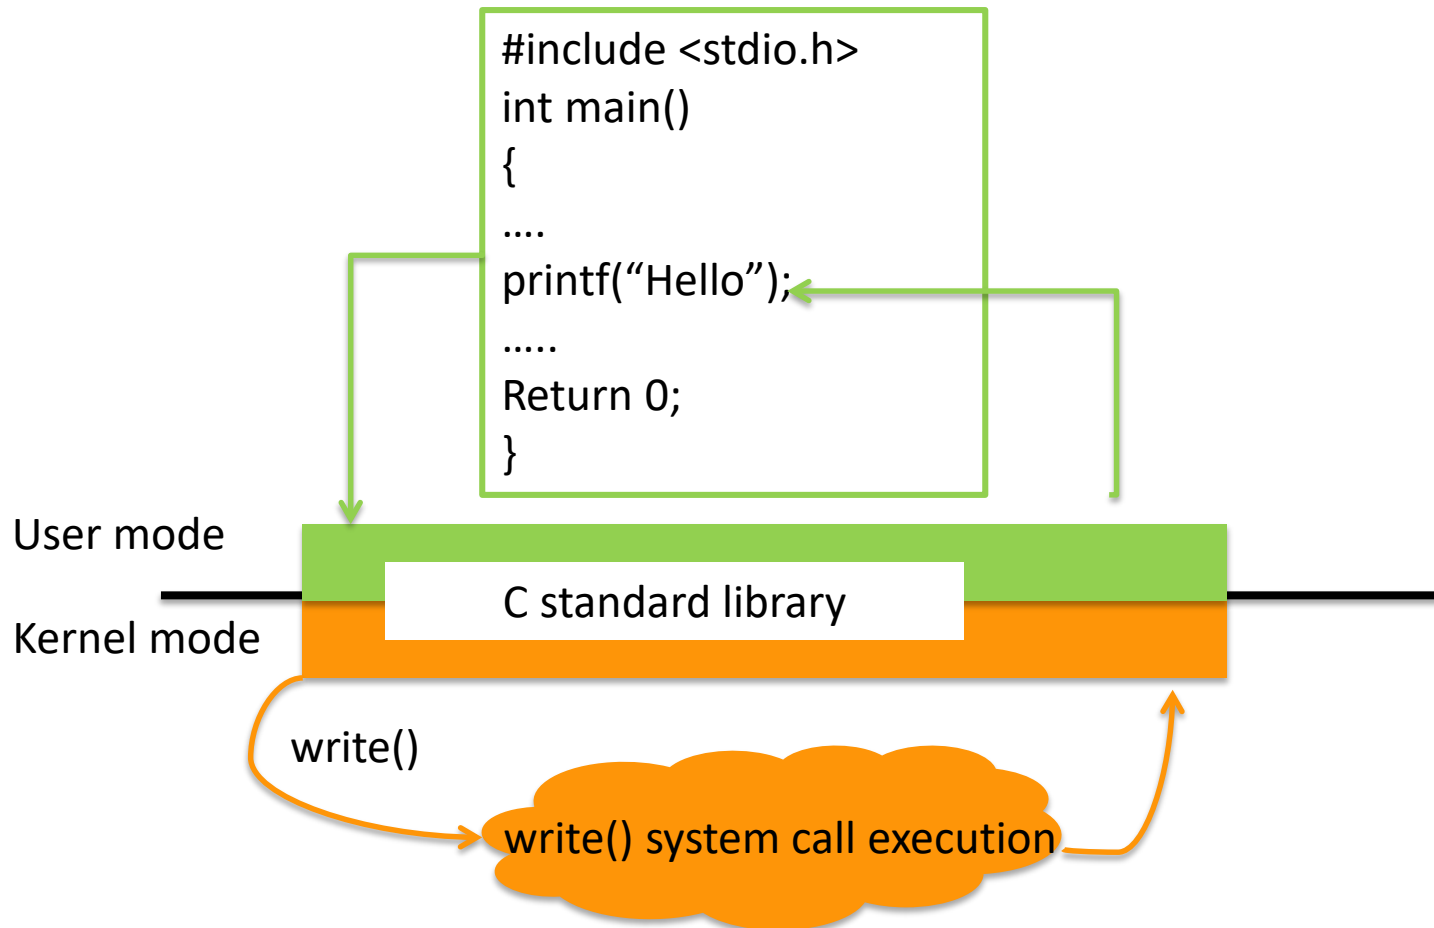 #include <stdio.h>
int main()
{
....
printf(“Hello”);
.....
Return 0;
}
User mode
C standard library
Kernel mode
write()
write() system call execution